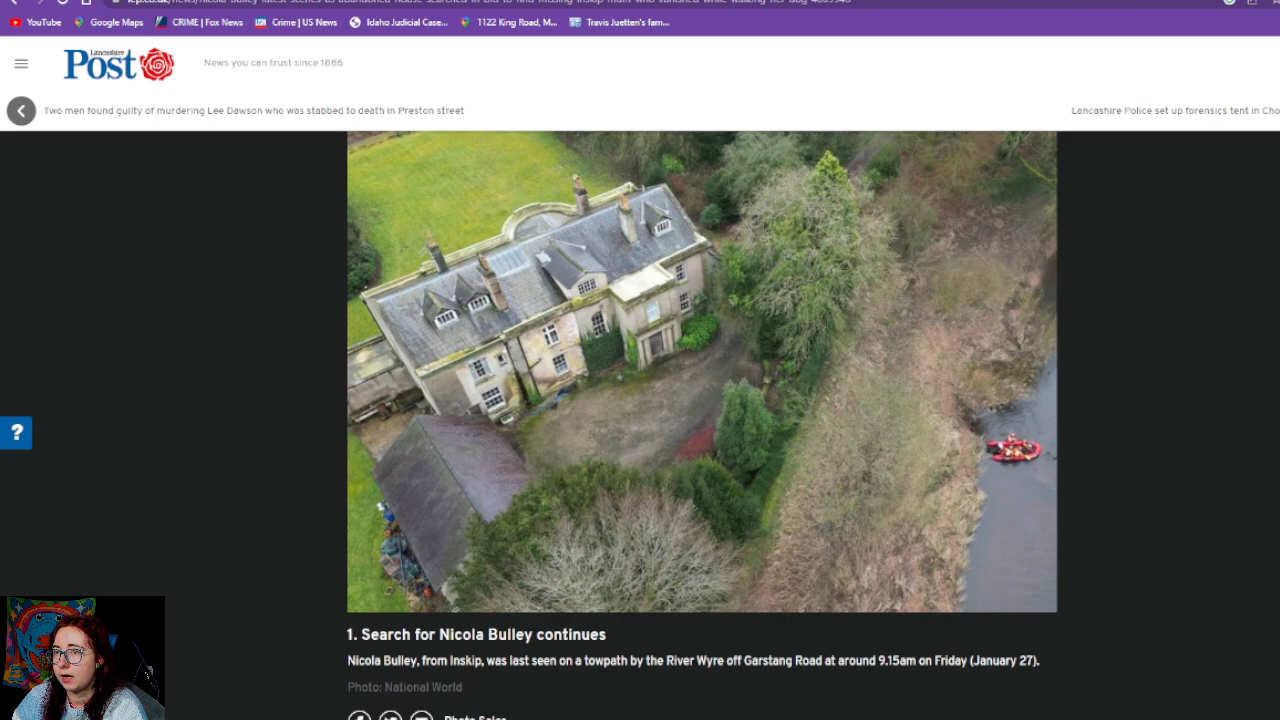 YouTube Google Maps CRIME | Fox News Crime | US News Idaho Judicial Case... 1122 King Road, M... Travis Juetten's fam...
Lancashire
Post
News you can trust since 1886
Two men found guilty of murdering Lee Dawson who was stabbed to death in Preston street
Lancashire Police set up forensics tent in Cho
?
1. Search for Nicola Bulley continues
Nicola Bulley, from Inskip, was last seen on a towpath by the River Wyre off Garstang Road at around 9.15am on Friday (January 27).
Photo: National World